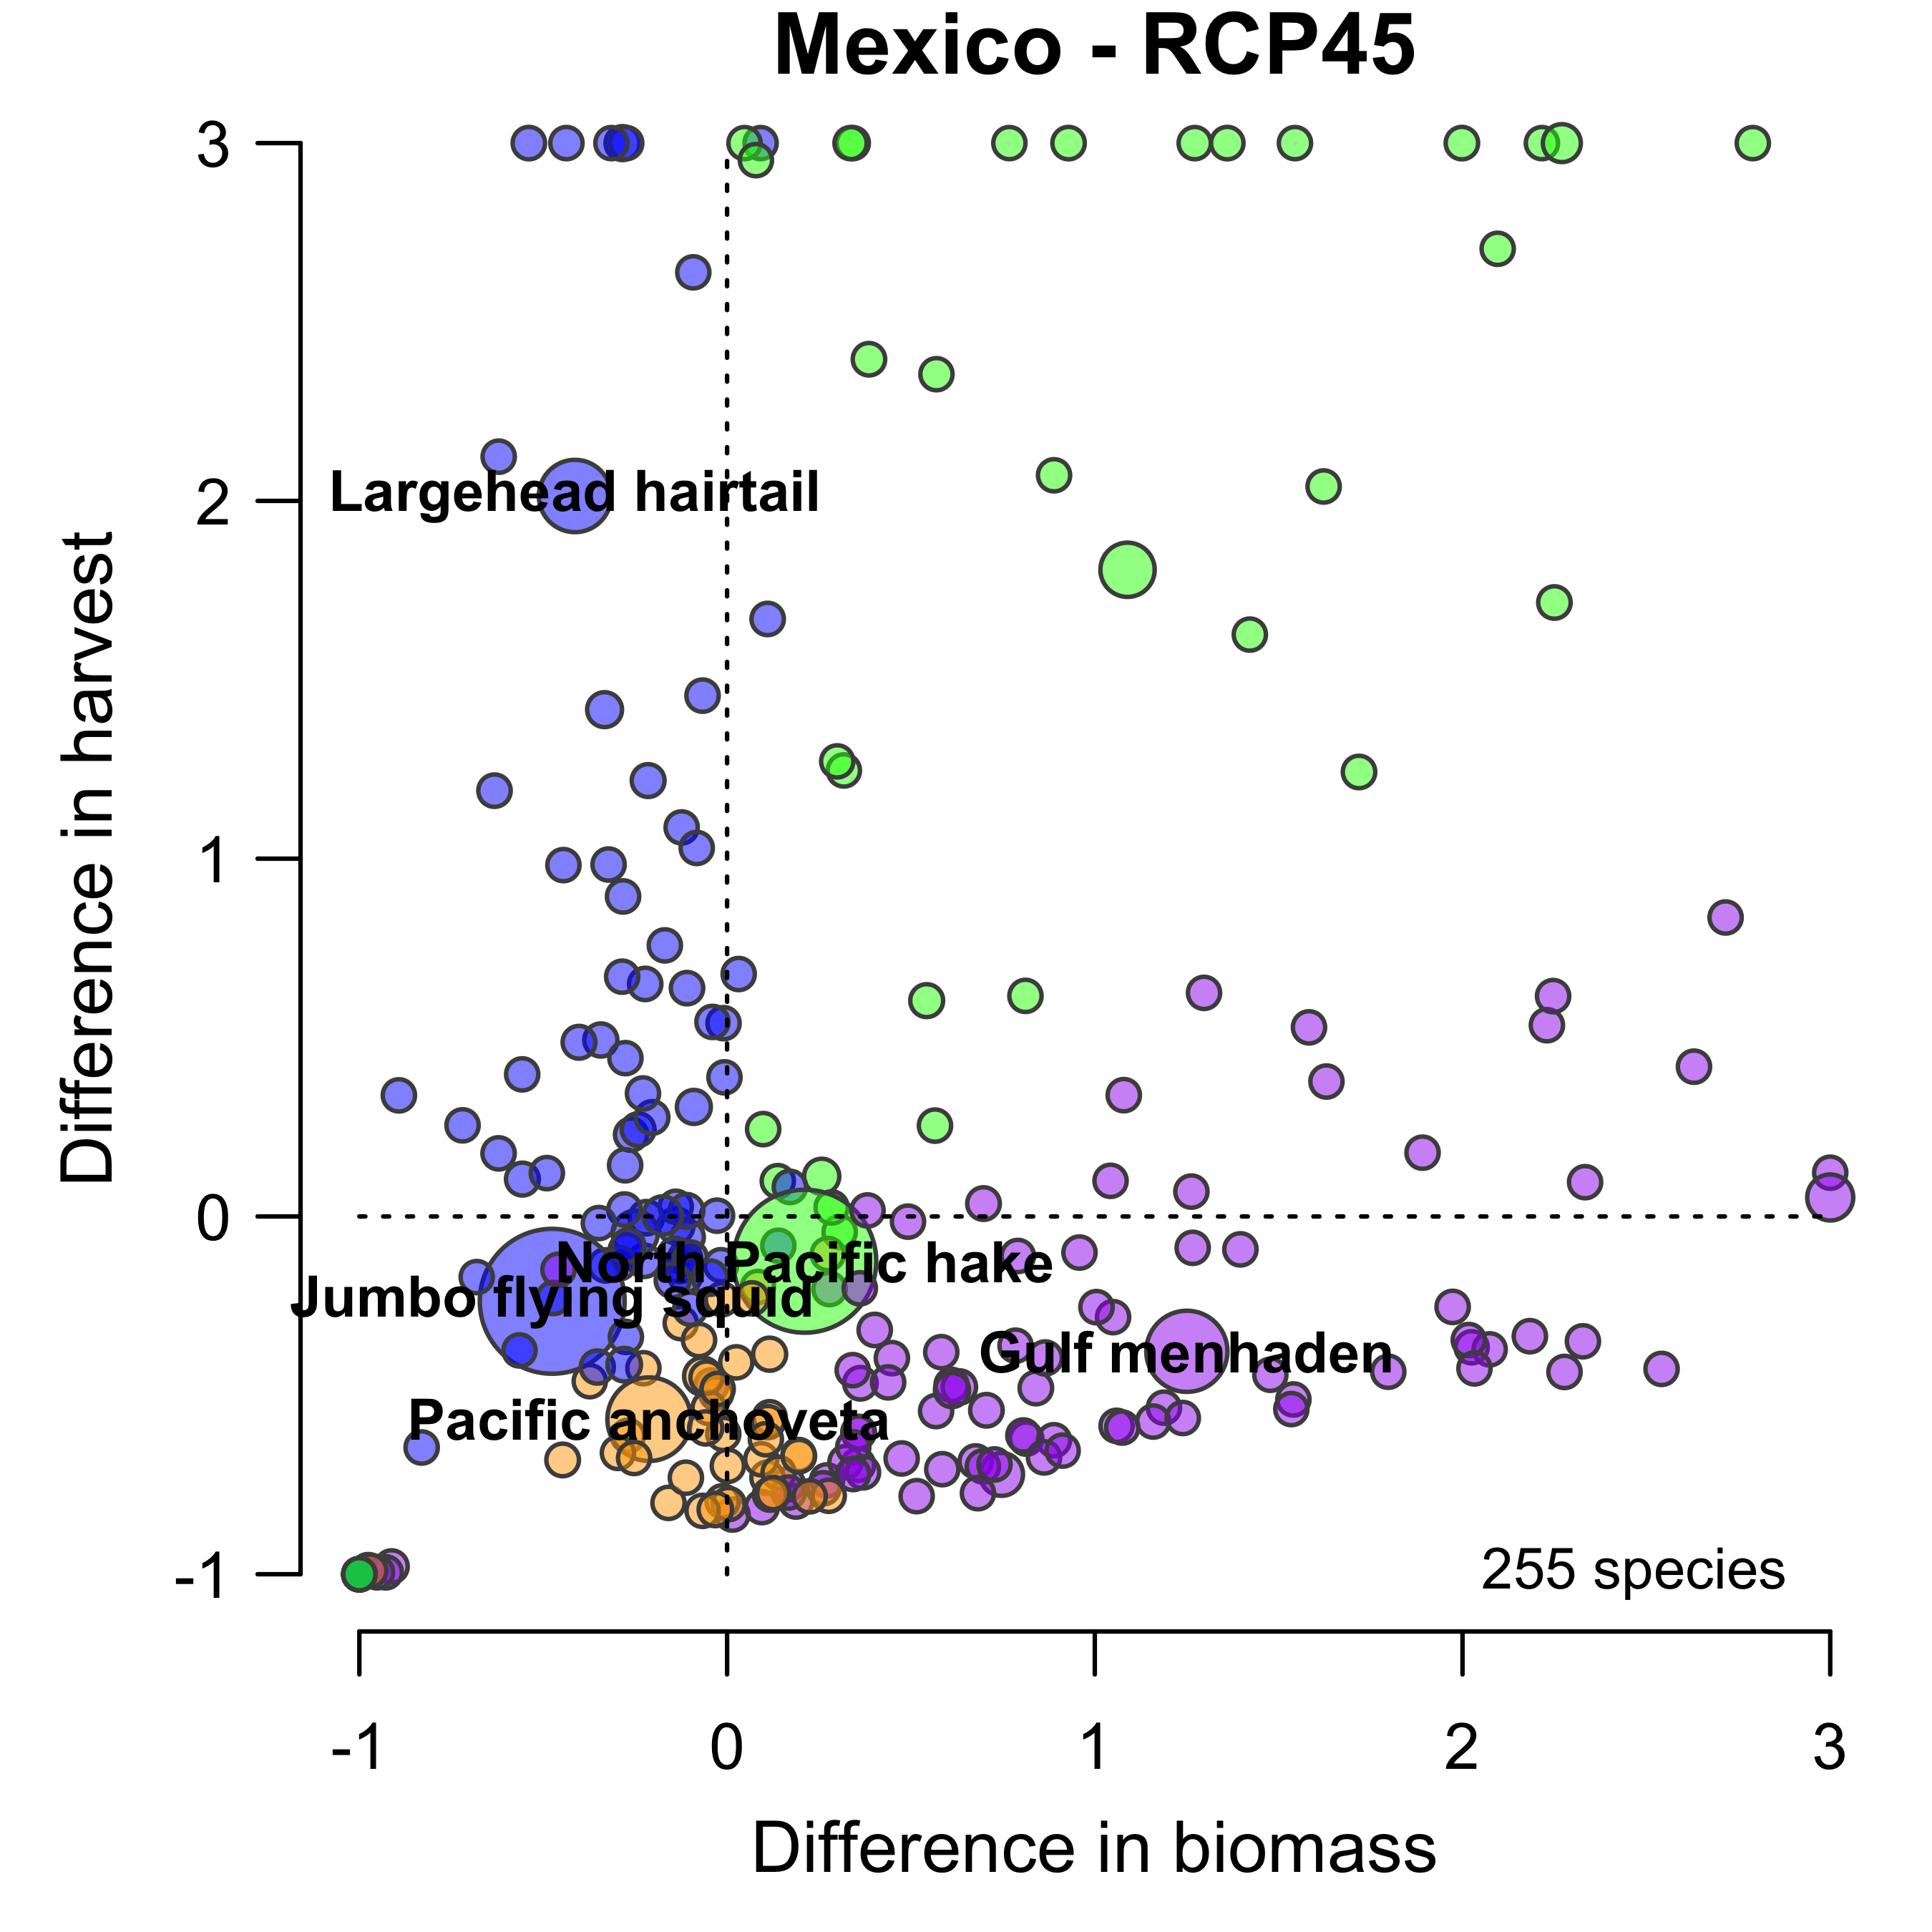 Mexico - RCP45
Difference in harvest
3
2
1
0
-1
Largehead hairtail
North Pacific hake
Jumbo flying squid
Gulf menhaden
Pacific anchoveta
255 species
-1
0
1
2
3
Difference in biomass